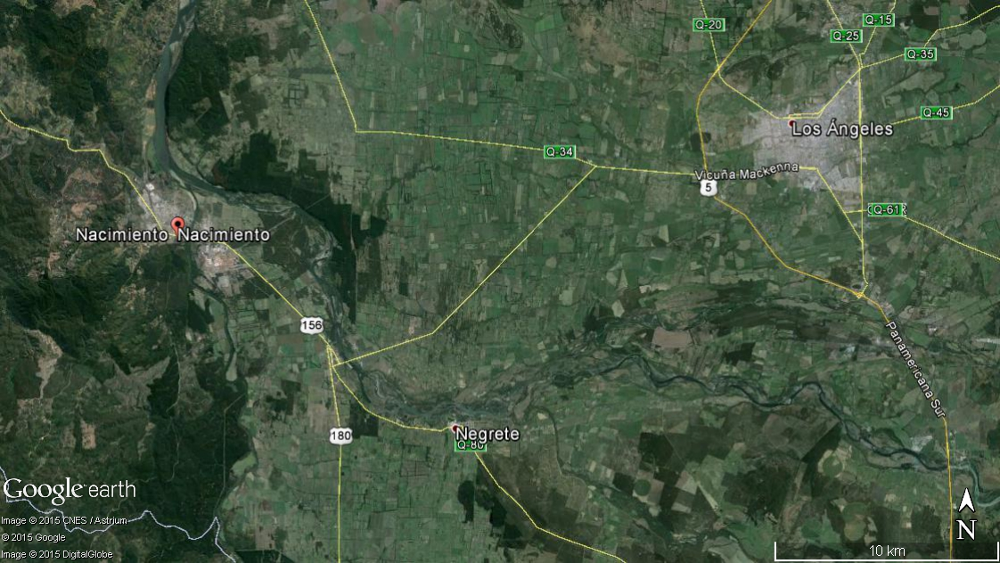 Q-20
Q-15
Q-25
Q-35
Q-45
Los Ángeles
Q-34
Vicuña Mackenna
5
Q-61
Nacimiento Nacimiento
156
Panamericana Sur
180
Negrete
Q-80
Google earth
Image © 2015 CNES / Astrium
© 2015 Google
Image © 2015 DigitalGlobe
N
10 km